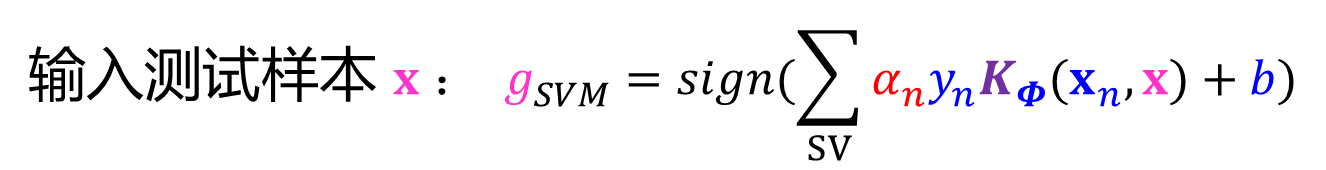 输入测试样本 x： g_SVM = sign(∑_SV α_n y_n K_Φ(x_n, x) + b)